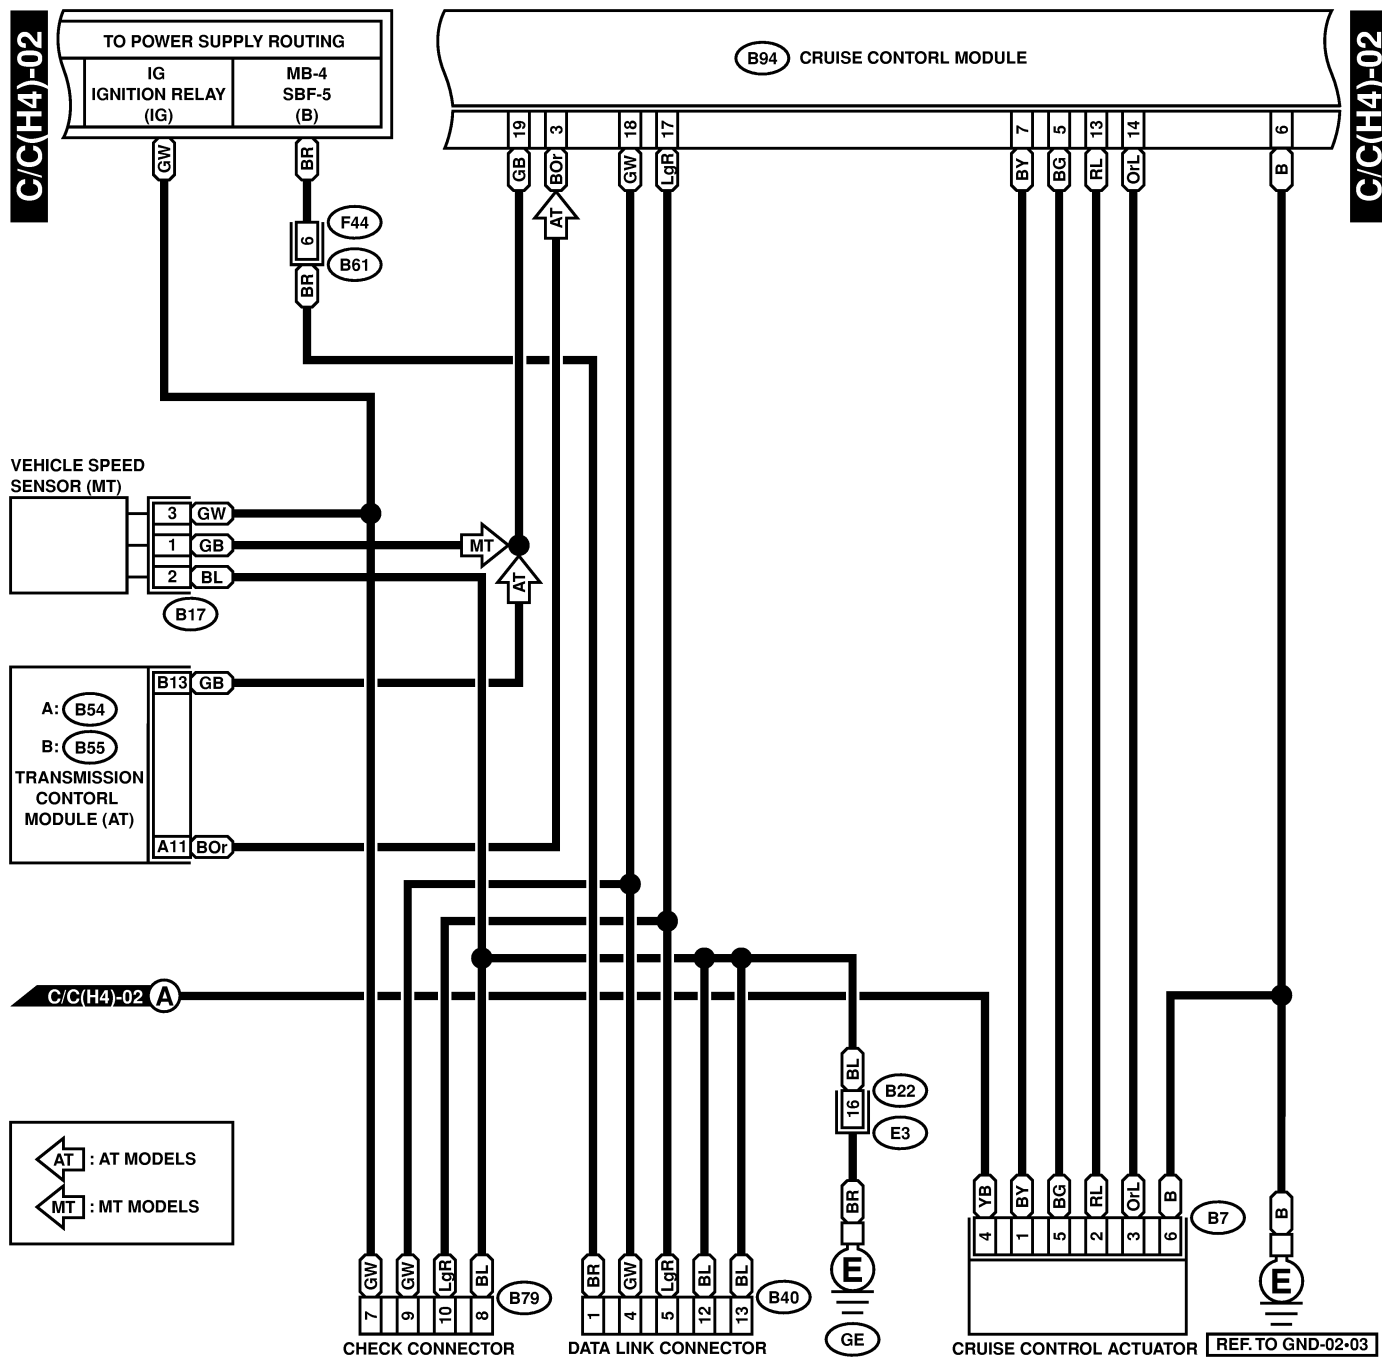 C/C(H4)-02
TO POWER SUPPLY ROUTING
IG
IGNITION RELAY
(IG)
MB-4
SBF-5
(B)
B94 CRUISE CONTORL MODULE
C/C(H4)-02
19 3 18 17 7 5 13 14 6
GW BR GB BOr GW LgR BY BG RL OrL B
AT
6
F44
B61
BR
VEHICLE SPEED
SENSOR (MT)
3 GW
1 GB MT
2 BL AT
B17
B13 GB
A: B54
B: B55
TRANSMISSION
CONTORL
MODULE (AT)
A11 BOr
C/C(H4)-02 A
BL
16
B22
E3
BR
E
GE
AT : AT MODELS
MT : MT MODELS
GW GW LgR BL
7 9 10 8
B79
CHECK CONNECTOR
BR GW LgR BL BL
1 4 5 12 13
B40
DATA LINK CONNECTOR
YB BY BG RL OrL B
4 1 5 2 3 6
B7
CRUISE CONTROL ACTUATOR
B
E
REF. TO GND-02•03